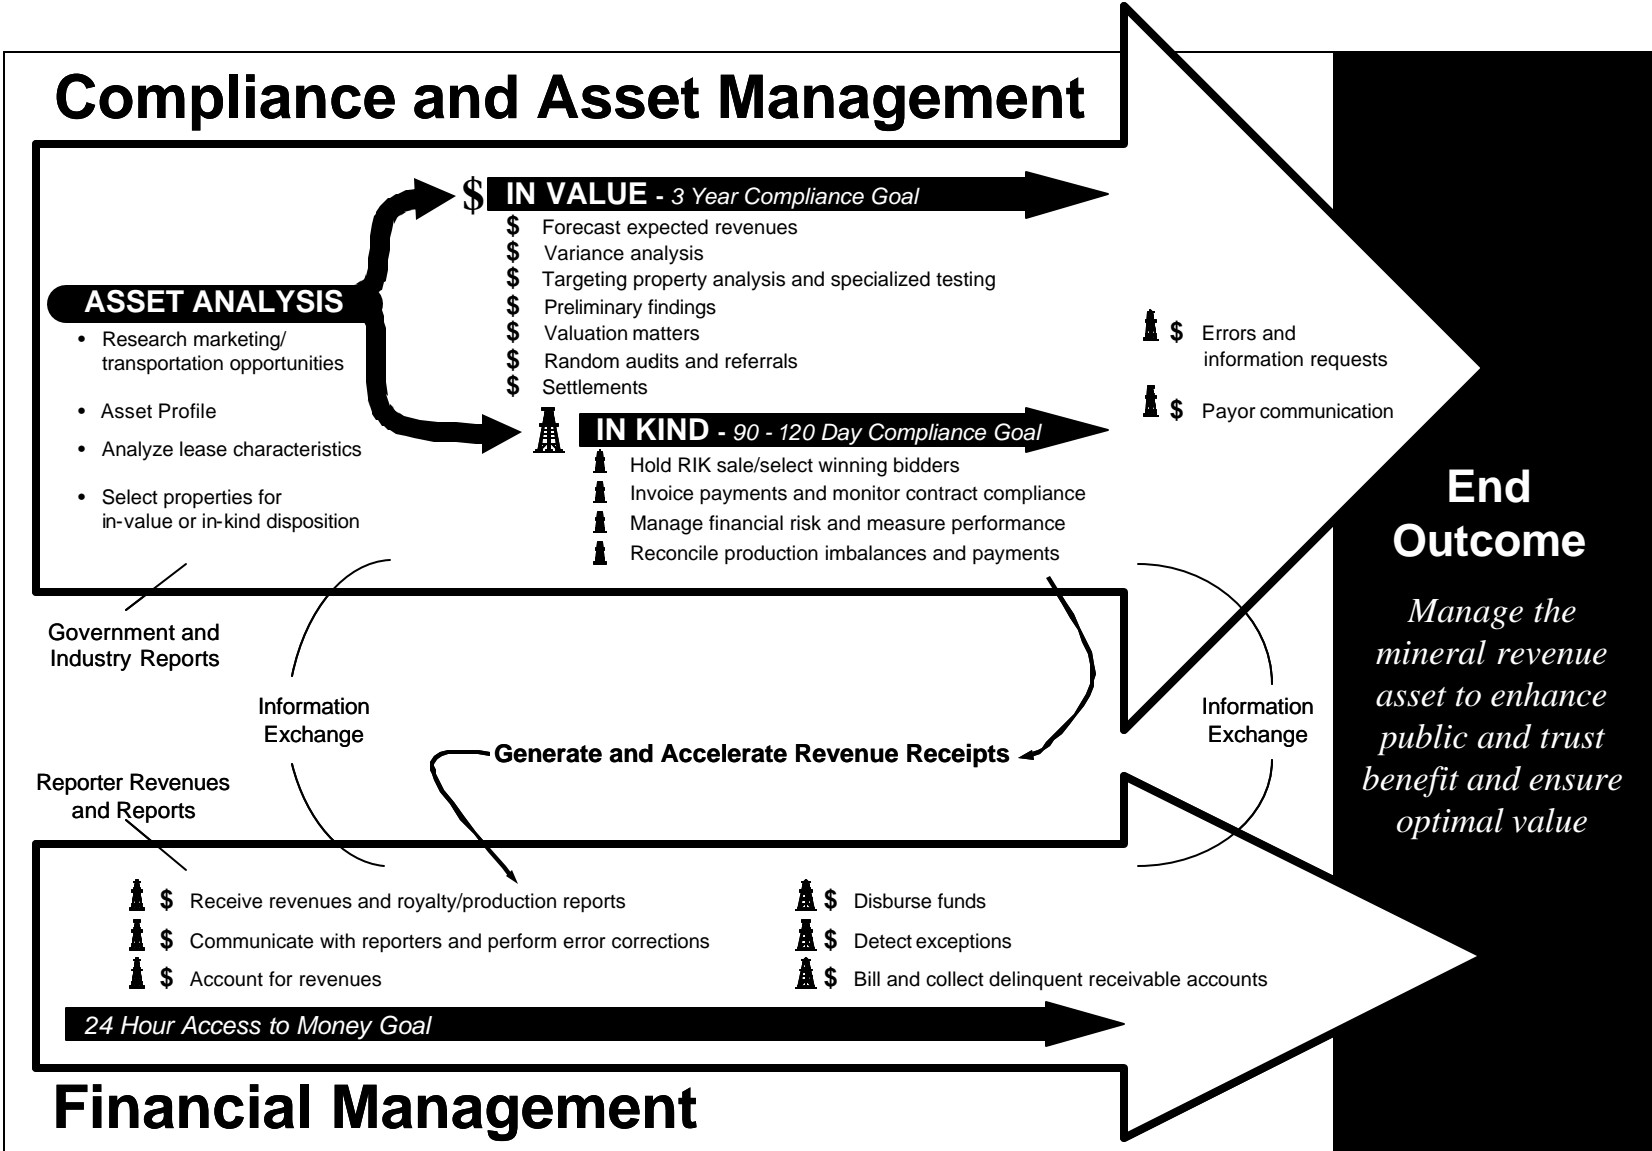 Compliance and Asset Management
$ IN VALUE - 3 Year Compliance Goal
$ Forecast expected revenues
$ Variance analysis
$ Targeting property analysis and specialized testing
$ Preliminary findings
$ Valuation matters
$ Random audits and referrals
$ Settlements
ASSET ANALYSIS
• Research marketing/
transportation opportunities
• Asset Profile
• Analyze lease characteristics
• Select properties for
in-value or in-kind disposition
IN KIND - 90 - 120 Day Compliance Goal
Hold RIK sale/select winning bidders
Invoice payments and monitor contract compliance
Manage financial risk and measure performance
Reconcile production imbalances and payments
$ Errors and
information requests
$ Payor communication
Government and
Industry Reports
Information
Exchange
Generate and Accelerate Revenue Receipts
Information
Exchange
Reporter Revenues
and Reports
$ Receive revenues and royalty/production reports
$ Communicate with reporters and perform error corrections
$ Account for revenues
$ Disburse funds
$ Detect exceptions
$ Bill and collect delinquent receivable accounts
24 Hour Access to Money Goal
Financial Management
End
Outcome
Manage the
mineral revenue
asset to enhance
public and trust
benefit and ensure
optimal value